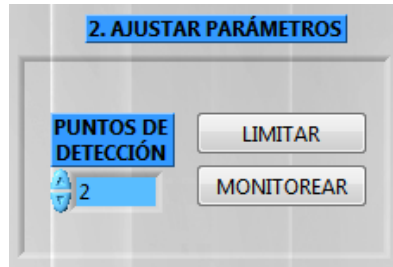 2. AJUSTAR PARÁMETROS
PUNTOS DE
DETECCIÓN
2
LIMITAR
MONITOREAR